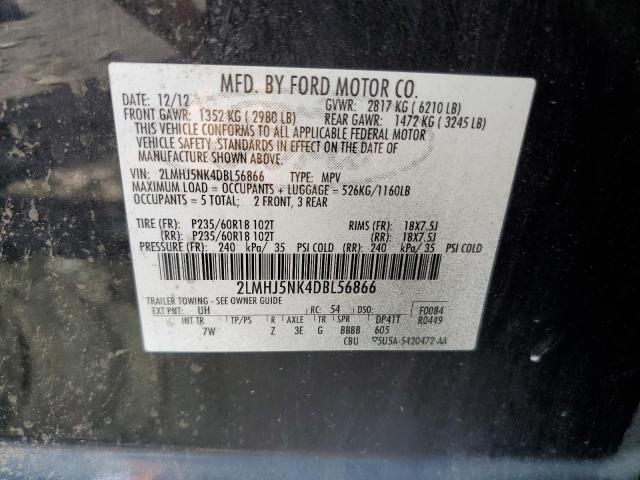 MFD. BY FORD MOTOR CO.
DATE: 12/12 GVWR: 2817 KG ( 6210 LB)
FRONT GAWR: 1352 KG ( 2980 LB) REAR GAWR: 1472 KG ( 3245 LB)
THIS VEHICLE CONFORMS TO ALL APPLICABLE FEDERAL MOTOR
VEHICLE SAFETY STANDARDS IN EFFECT ON THE DATE OF
MANUFACTURE SHOWN ABOVE.
VIN: 2LMHJ5NK4DBL56866 TYPE: MPV
MAXIMUM LOAD = OCCUPANTS + LUGGAGE = 526KG/1160LB
OCCUPANTS = 5 TOTAL; 2 FRONT, 3 REAR
TIRE (FR): P235/60R18 102T RIMS (FR): 18X7.5J
(RR): P235/60R18 102T (RR): 18X7.5J
PRESSURE (FR): 240 kPa/ 35 PSI COLD (RR): 240 kPa/ 35 PSI COLD
2LMHJ5NK4DBL56866
TRAILER TOWING - SEE OWNER GUIDE
EXT PNT: UH RC: 54 DSO: F0084
R0449
INT TR TP/PS R AXLE TR SPR DP41T
7W Z 3E G BBBB 605
CBU ▽5U5A-5420472-AA